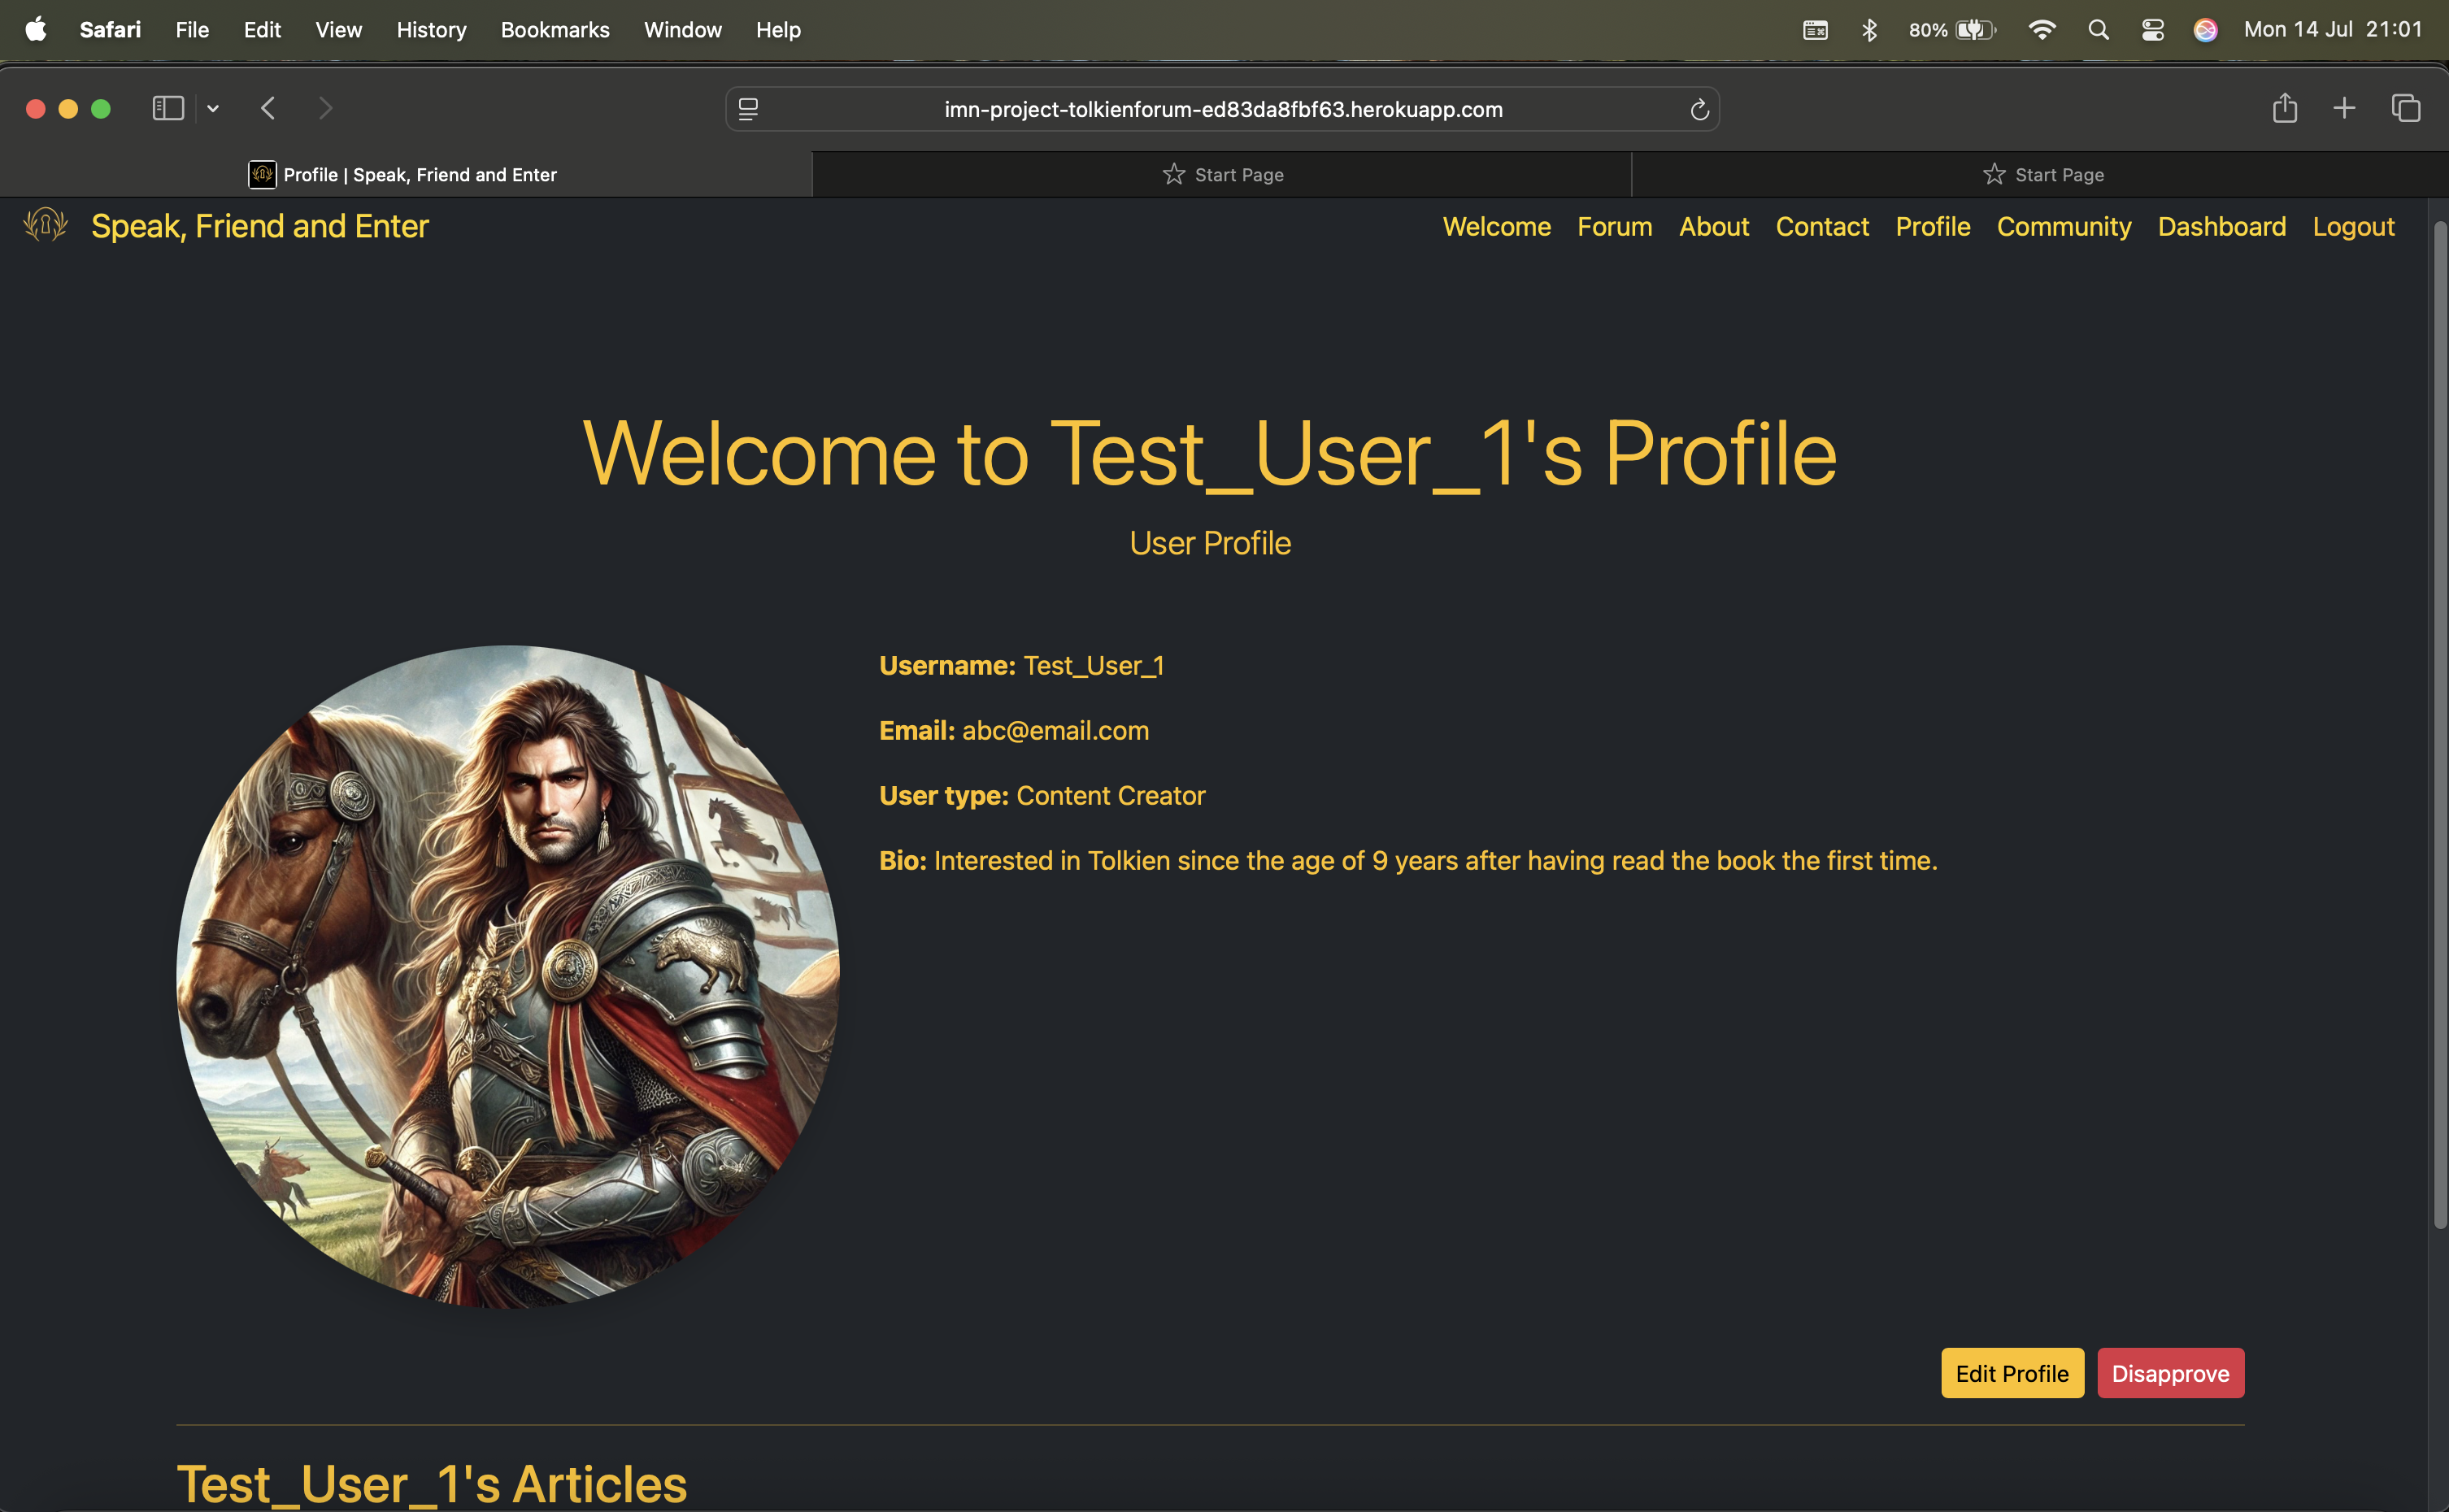 Safari File Edit View History Bookmarks Window Help 80% Mon 14 Jul 21:01
imn-project-tolkienforum-ed83da8fbf63.herokuapp.com
Profile | Speak, Friend and Enter Start Page Start Page
Speak, Friend and Enter Welcome Forum About Contact Profile Community Dashboard Logout
Welcome to Test_User_1's Profile
User Profile
Username: Test_User_1
Email: abc@email.com
User type: Content Creator
Bio: Interested in Tolkien since the age of 9 years after having read the book the first time.
Edit Profile Disapprove
Test_User_1's Articles